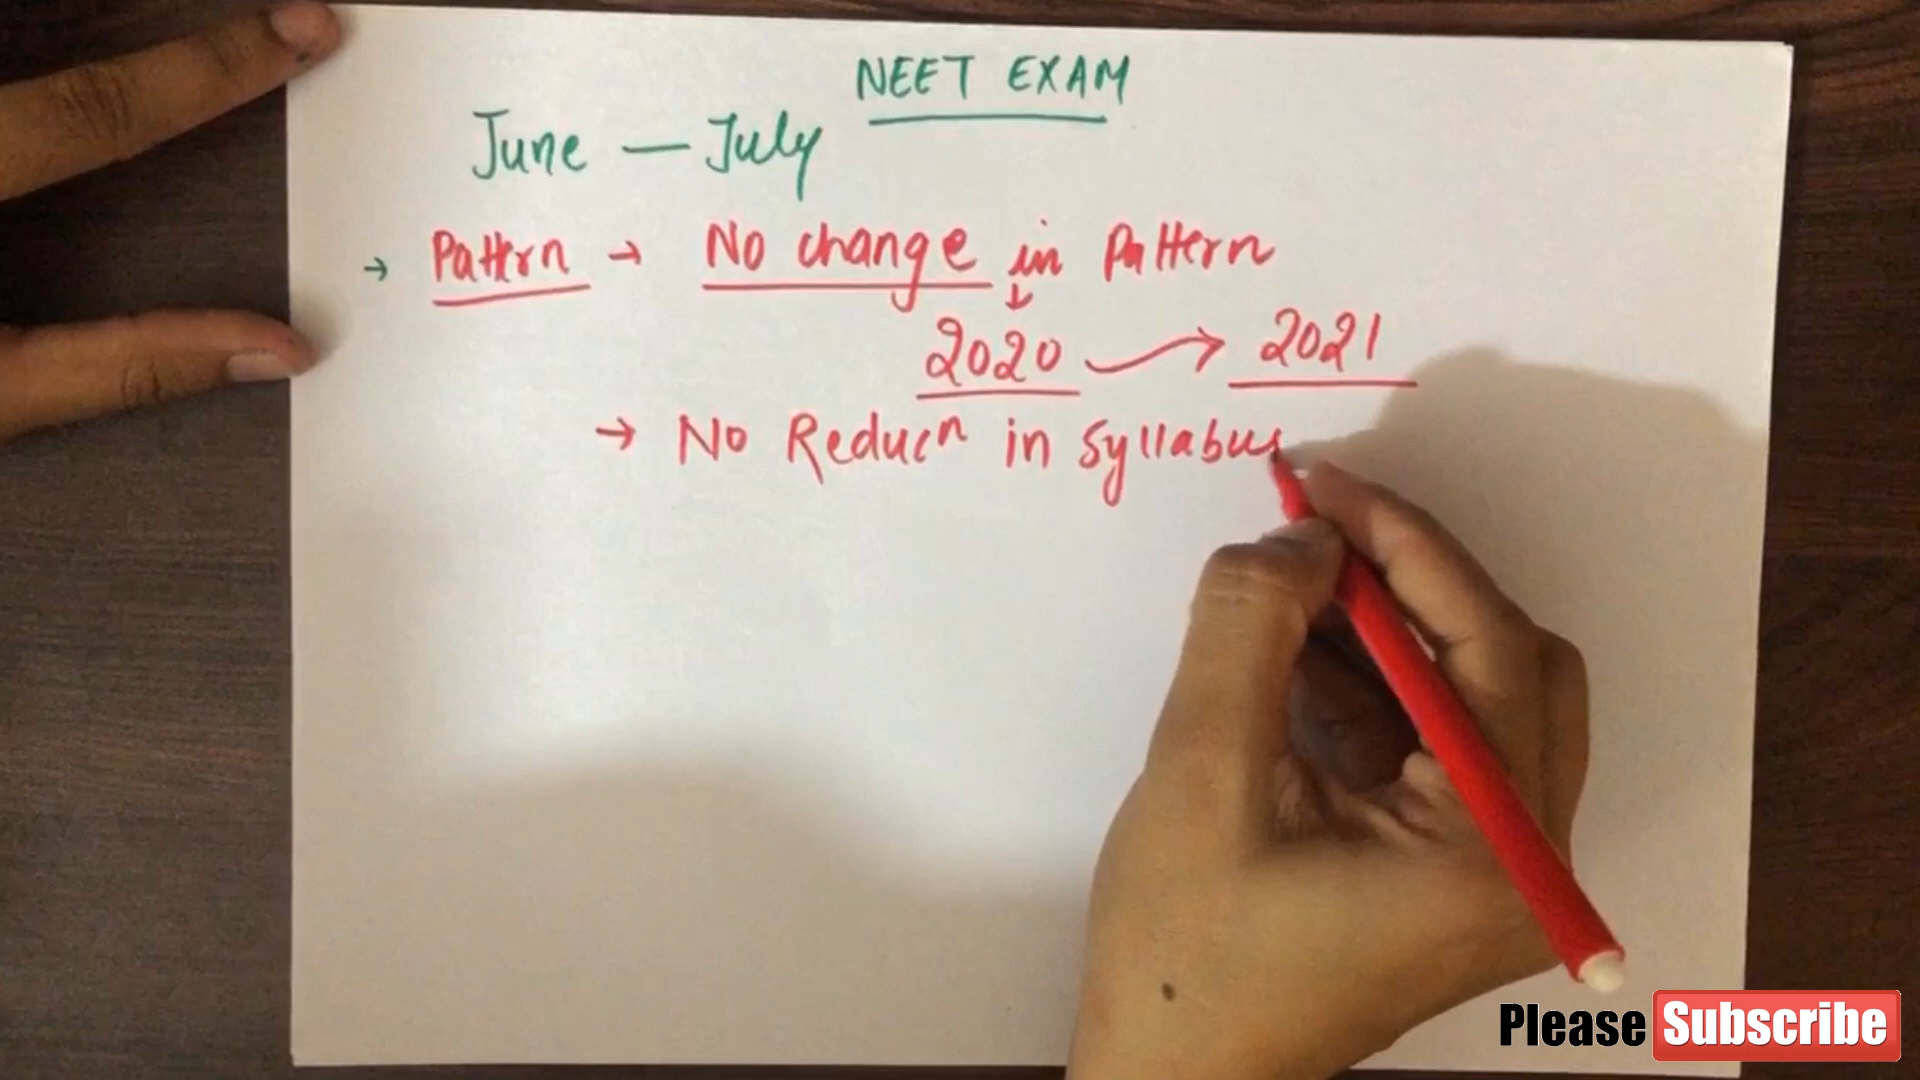 NEET EXAM
June — July
→ Pattern → No change in Pattern
↓
2020 → 2021
→ No Reducn in Syllabus
Please Subscribe